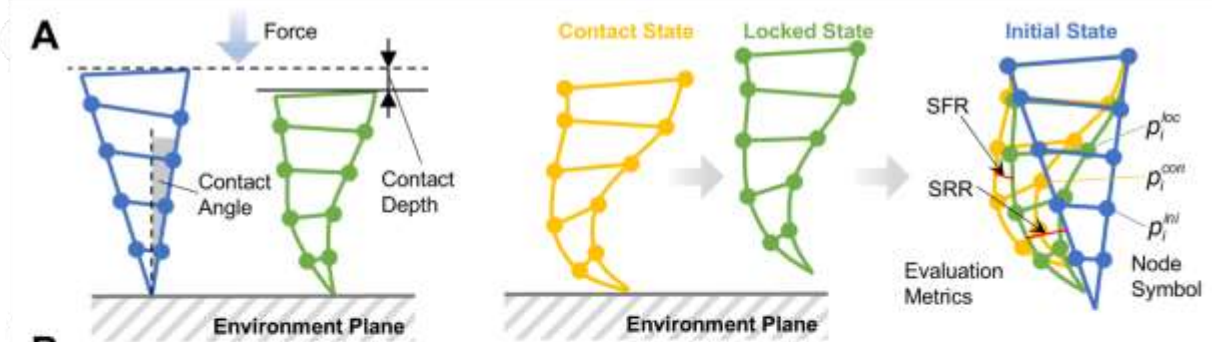 A
Force
Contact
Angle
Contact
Depth
Environment Plane
Contact State
Locked State
Initial State
SFR
SRR
p_i^loc
p_i^con
p_i^ini
Evaluation
Metrics
Node
Symbol
Environment Plane